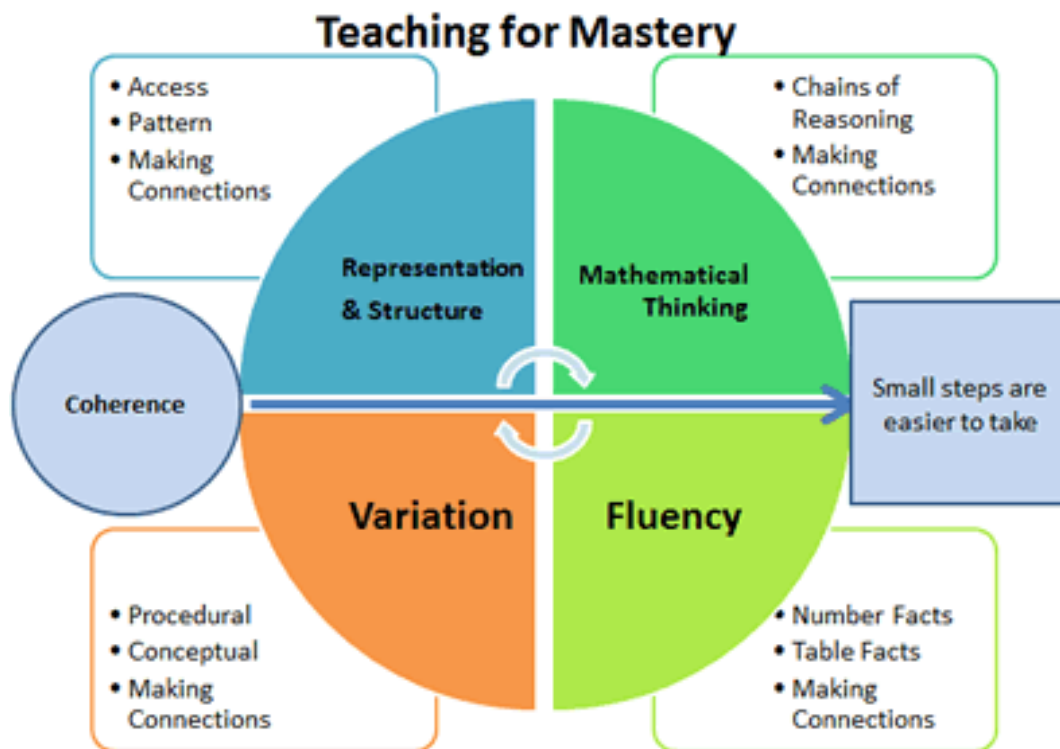 Teaching for Mastery
• Access
• Pattern
• Making
Connections
• Chains of
Reasoning
• Making
Connections
Representation
& Structure
Mathematical
Thinking
Coherence
Small steps are
easier to take
Variation
Fluency
• Procedural
• Conceptual
• Making
Connections
• Number Facts
• Table Facts
• Making
Connections